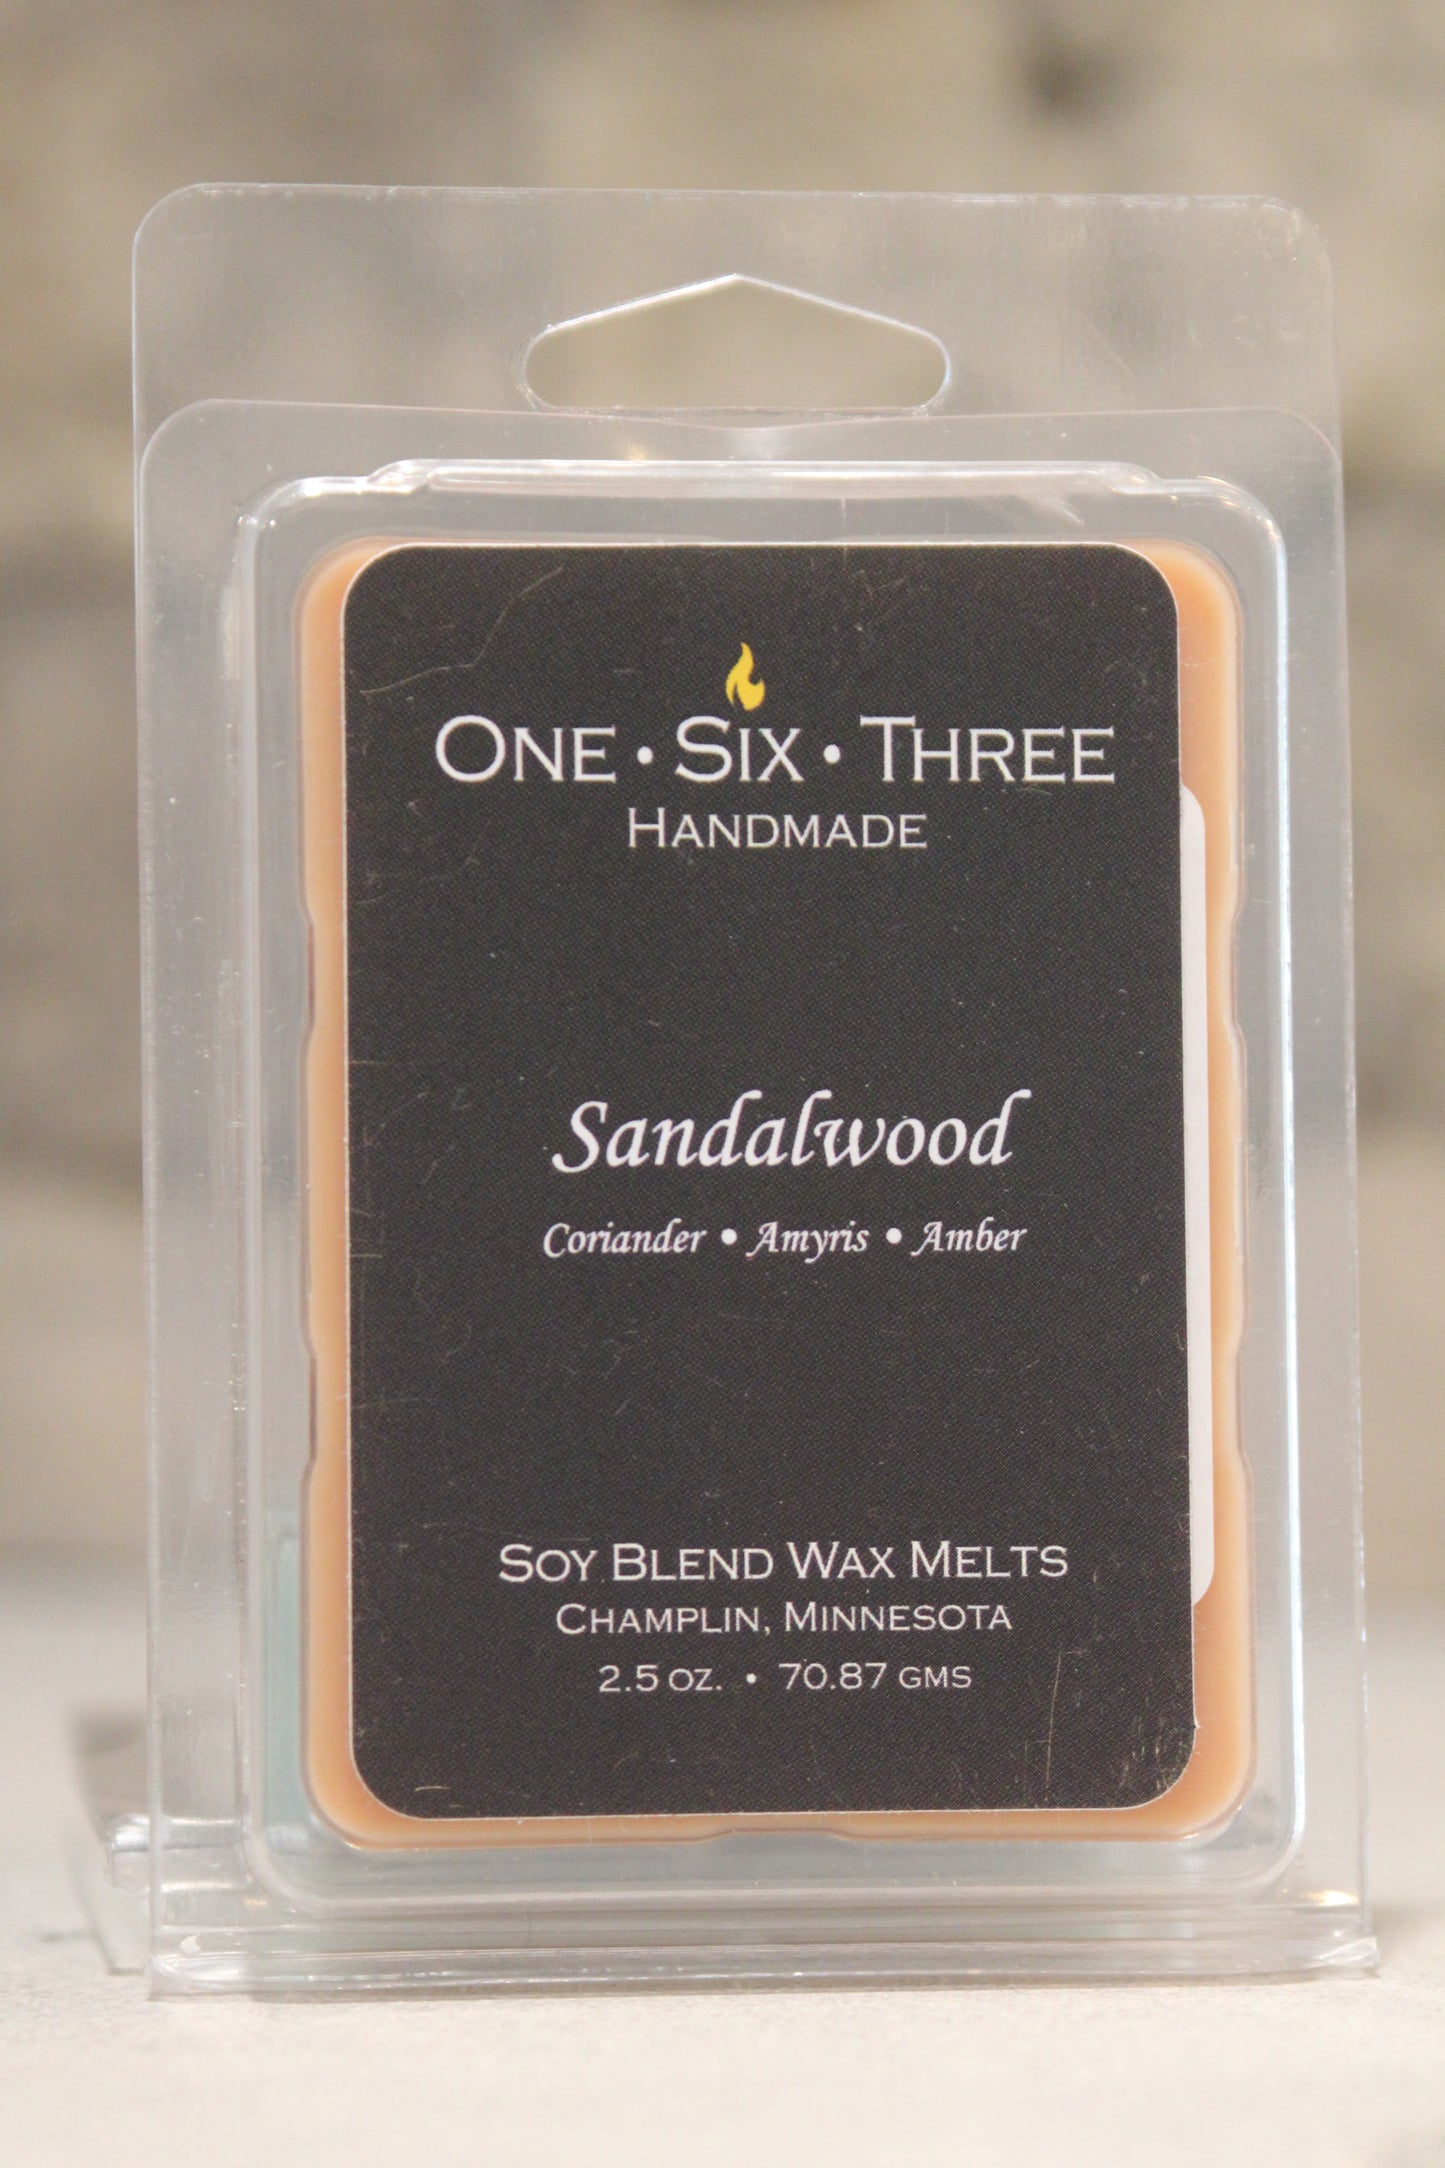 ONE • SIX • THREE
HANDMADE
Sandalwood
Coriander • Amyris • Amber
SOY BLEND WAX MELTS
CHAMPLIN, MINNESOTA
2.5 OZ. • 70.87 GMS